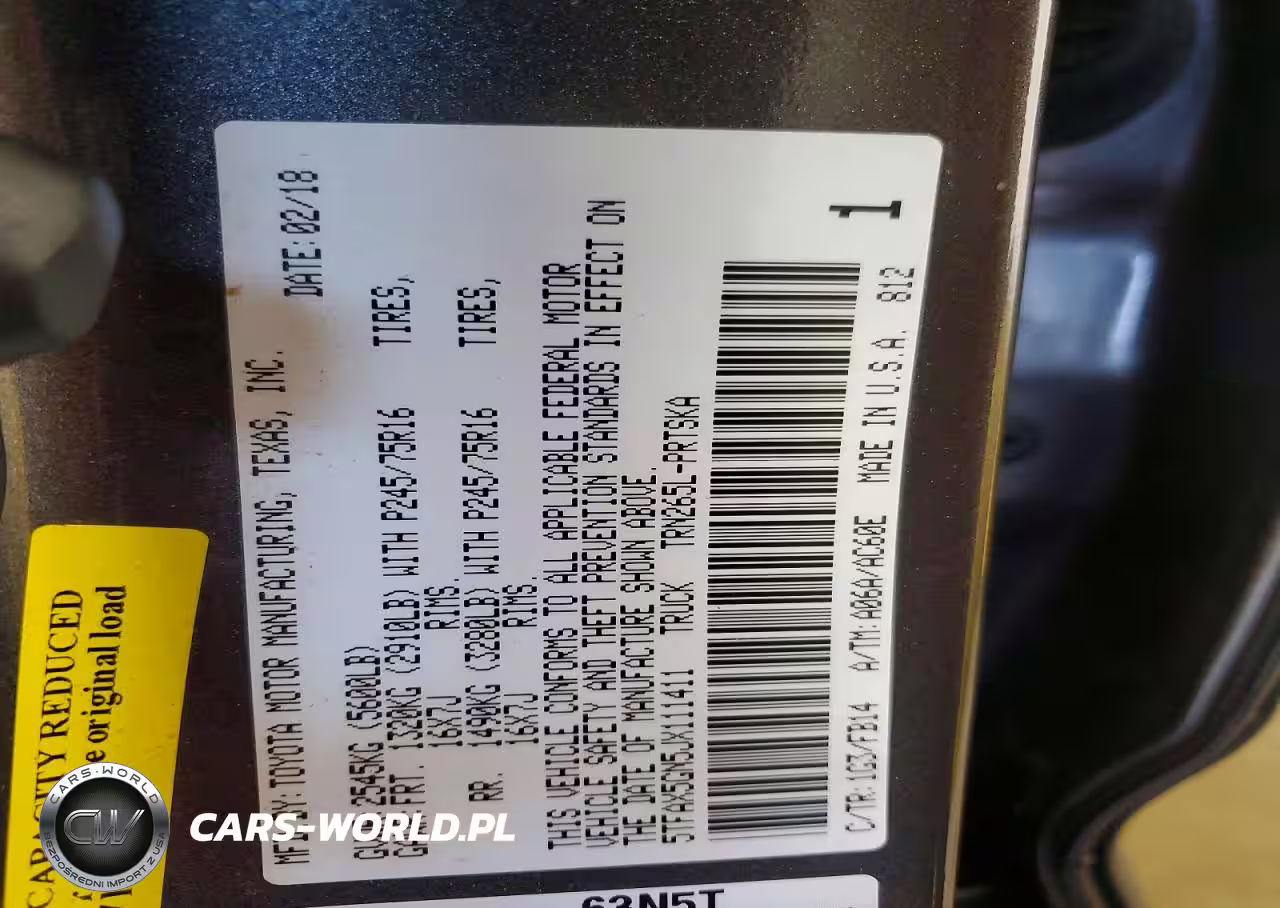 MFD.BY:TOYOTA MOTOR MANUFACTURING, TEXAS, INC.
DATE:02/18
2545KG (5600LB)
FRT. 1320KG (2910LB) WITH P245/75R16 TIRES,
16X7J RIMS.
RR. 1490KG (3280LB) WITH P245/75R16 TIRES,
16X7J RIMS.
THIS VEHICLE CONFORMS TO ALL APPLICABLE FEDERAL MOTOR
VEHICLE SAFETY AND THEFT PREVENTION STANDARDS IN EFFECT ON
THE DATE OF MANUFACTURE SHOWN ABOVE.
5TFAX5GN5JX111411 TRUCK TRN265L-PRTSKA
1
C/TR:1G3/FB14 A/TM:A06A/AC60E MADE IN U.S.A. 812
CAPACITY REDUCED
original load
63N5T
CARS-WORLD
CW
BEZPOŚREDNI IMPORT Z USA
CARS-WORLD.PL